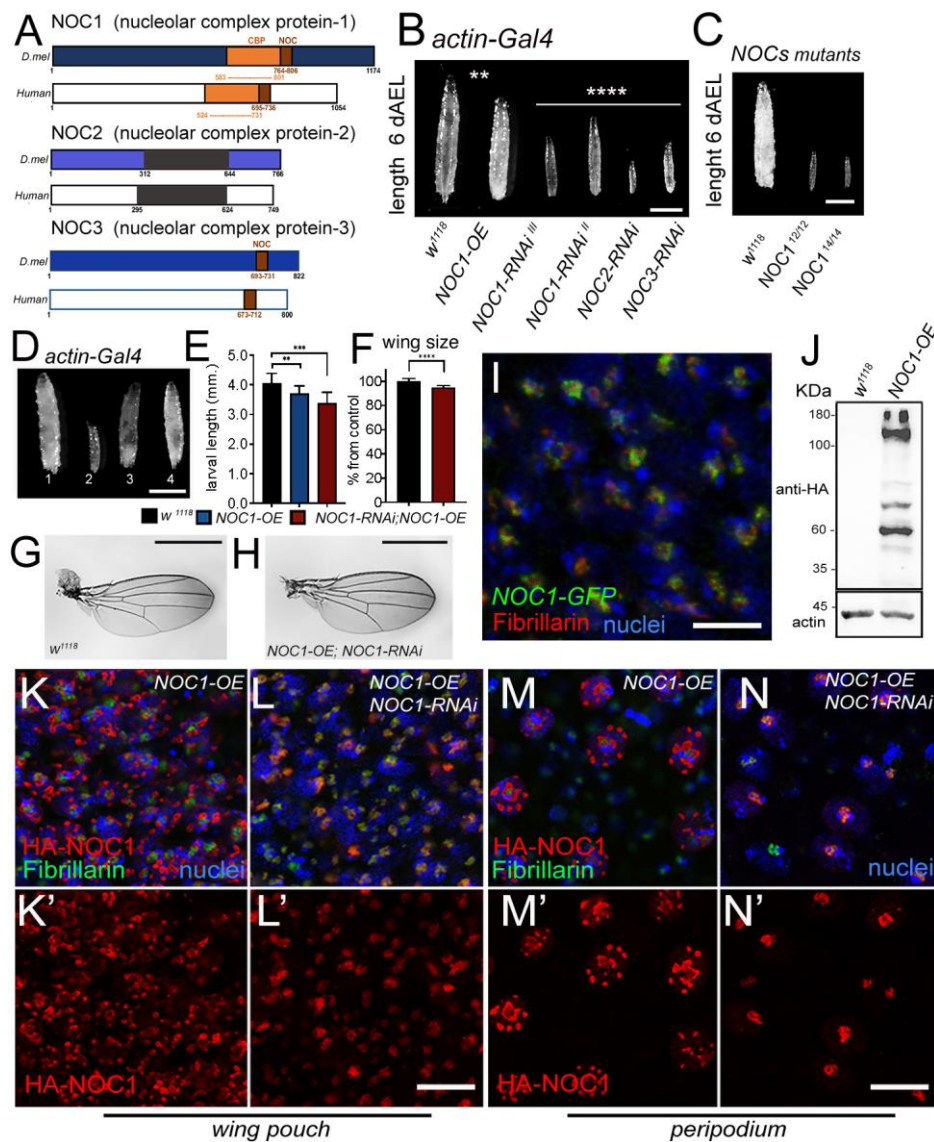 A
NOC1 (nucleolar complex protein-1)
CBP NOC
D.mel
1 764-806 1174
583 801
Human
1 695-736 1054
524 731
NOC2 (nucleolar complex protein-2)
D.mel
1 312 644 766
Human
1 295 624 749
NOC3 (nucleolar complex protein-3)
NOC
D.mel
1 693-731 822
Human
1 673-712 800
B actin-Gal4
** ****
length 6 dAEL
w1118
NOC1-OE
NOC1-RNAi III
NOC1-RNAi II
NOC2-RNAi
NOC3-RNAi
C
NOCs mutants
lenght 6 dAEL
w1118
NOC1 12/12
NOC1 14/14
D actin-Gal4
1 2 3 4
E
larval length (mm.)
5.0
4.0
3.0
2.0
1.0
0.0
***
**
F wing size
****
% from control
100
80
60
40
20
0
w 1118 NOC1-OE NOC1-RNAi;NOC1-OE
G
w1118
H
NOC1-OE; NOC1-RNAi
I
NOC1-GFP
Fibrillarin nuclei
J
w1118
NOC1-OE
KDa
180
100
anti-HA
60
35
45
actin
K NOC1-OE
HA-NOC1
Fibrillarin nuclei
L NOC1-OE
NOC1-RNAi
M NOC1-OE
HA-NOC1
Fibrillarin
N NOC1-OE
NOC1-RNAi
nuclei
K'
HA-NOC1
L'
M'
HA-NOC1
N'
wing pouch peripodium